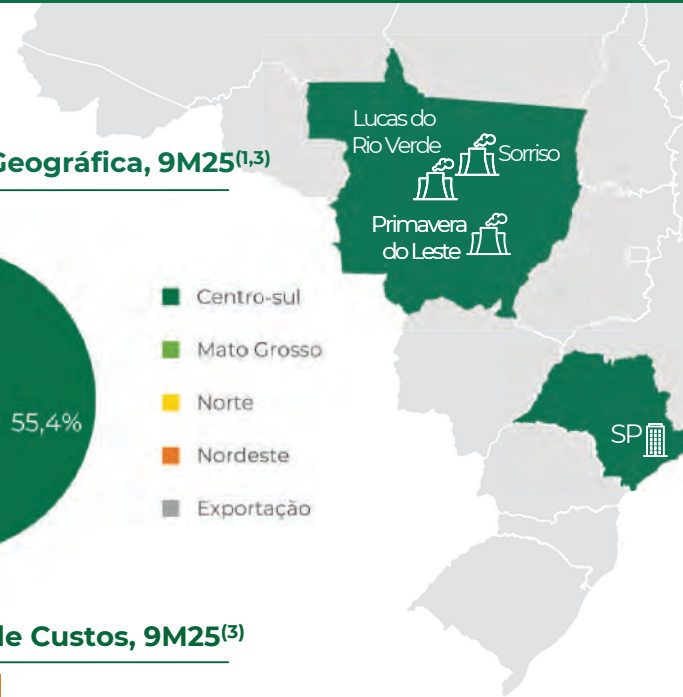 Geográfica, 9M25(1,3)
55,4%
Centro-sul
Mato Grosso
Norte
Nordeste
Exportação
Lucas do
Rio Verde
Sorriso
Primavera
do Leste
SP
de Custos, 9M25(3)